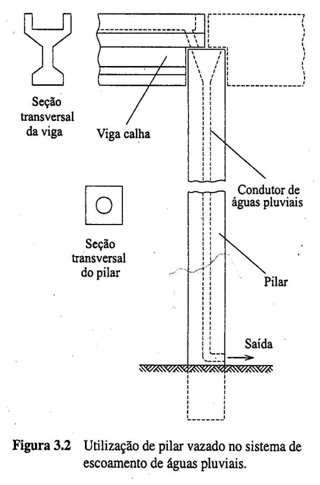 Seção
transversal
da viga
Viga calha
Condutor de
águas pluviais
Seção
transversal
do pilar
Pilar
Saída
Figura 3.2 Utilização de pilar vazado no sistema de
escoamento de águas pluviais.